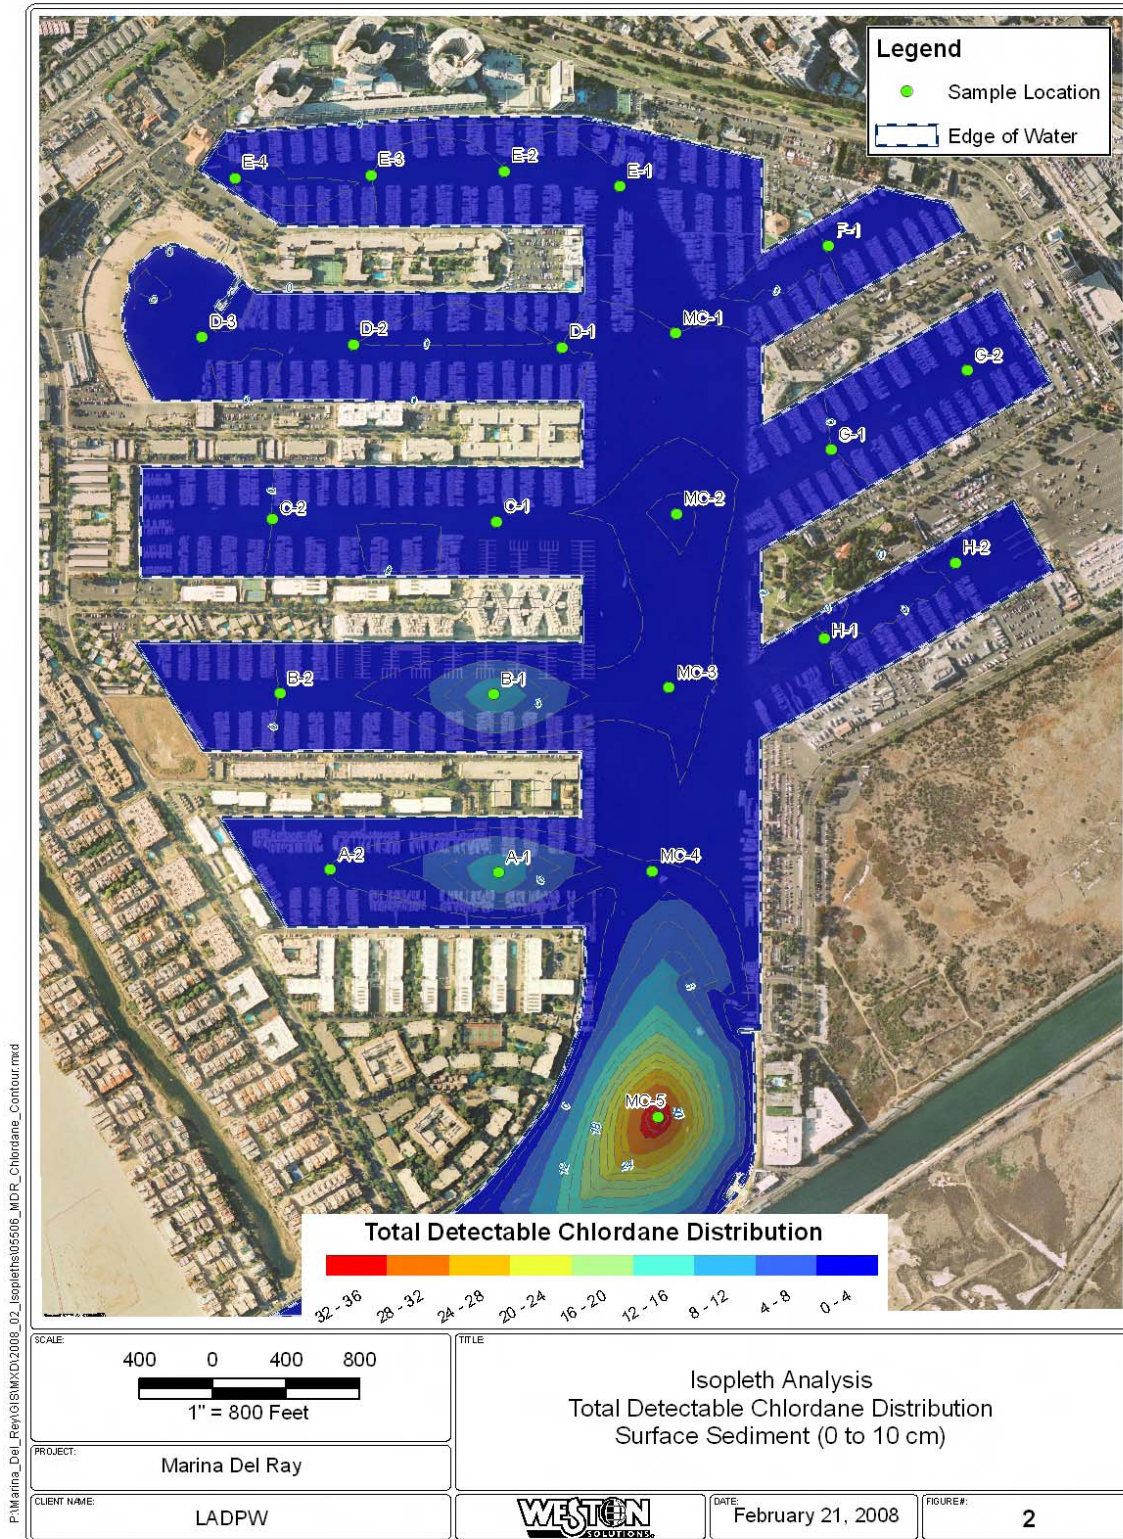 Legend
Sample Location
Edge of Water
E-4
E-3
E-2
E-1
F-1
D-3
D-2
D-1
MC-1
G-2
G-1
C-2
C-1
MC-2
H-2
H-1
B-2
B-1
MC-3
A-2
A-1
MC-4
MC-5
18
12
24
Total Detectable Chlordane Distribution
32 - 36
28 - 32
24 - 28
20 - 24
16 - 20
12 - 16
8 - 12
4 - 8
0 - 4
P:\Marina_Del_Rey\GIS\MXD\2008_02_Isopleths\05506_MDR_Chlordane_Contour.mxd
SCALE:
400 0 400 800
1" = 800 Feet
TITLE:
Isopleth Analysis
Total Detectable Chlordane Distribution
Surface Sediment (0 to 10 cm)
PROJECT:
Marina Del Ray
CLIENT NAME:
LADPW
WESTON
SOLUTIONS
DATE:
February 21, 2008
FIGURE#:
2